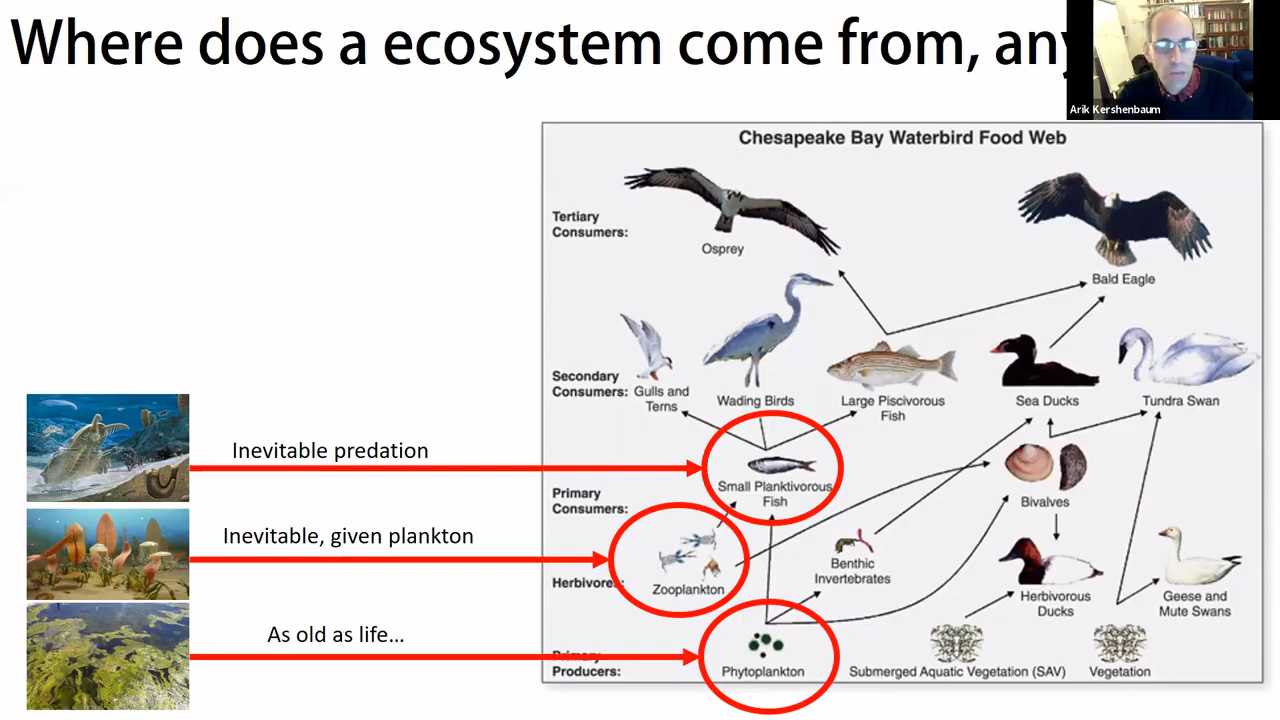 Where does a ecosystem come from, any
Arik Kershenbaum
Chesapeake Bay Waterbird Food Web
Tertiary
Consumers:
Osprey
Bald Eagle
Secondary
Consumers:
Gulls and
Terns
Wading Birds
Large Piscivorous
Fish
Sea Ducks
Tundra Swan
Inevitable predation
Small Planktivorous
Fish
Primary
Consumers:
Bivalves
Inevitable, given plankton
Herbivores:
Zooplankton
Benthic
Invertebrates
Herbivorous
Ducks
Geese and
Mute Swans
As old as life...
Primary
Producers:
Phytoplankton
Submerged Aquatic Vegetation (SAV)
Vegetation